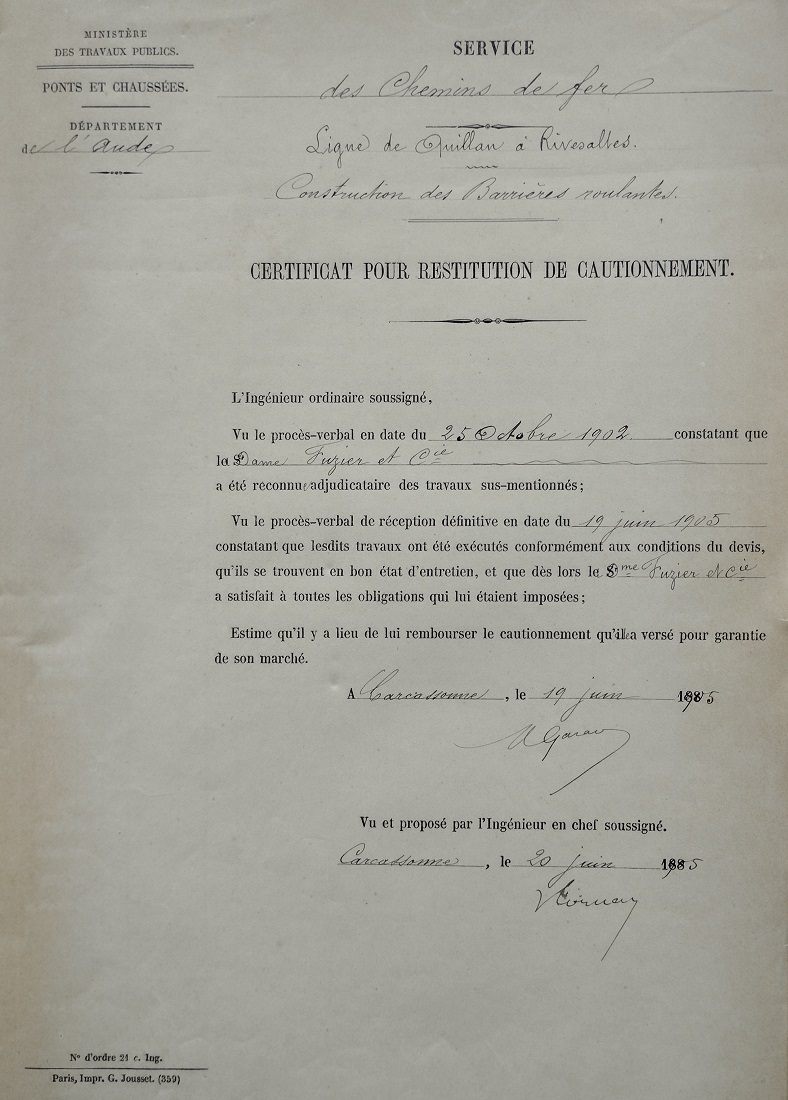 MINISTÈRE
DES TRAVAUX PUBLICS.
PONTS ET CHAUSSÉES.
DÉPARTEMENT
de l'Aude
SERVICE
des Chemins de fer
Ligne de Quillan à Rivesaltes.
Construction des Barrières roulantes.
CERTIFICAT POUR RESTITUTION DE CAUTIONNEMENT.
L'Ingénieur ordinaire soussigné,
Vu le procès-verbal en date du 25 Octobre 1902 constatant que
la Dame Fuzier et Cie
a été reconnue adjudicataire des travaux sus-mentionnés;
Vu le procès-verbal de réception définitive en date du 19 juin 1905
constatant que lesdits travaux ont été exécutés conformément aux conditions du devis,
qu'ils se trouvent en bon état d'entretien, et que dès lors la Dme Fuzier et Cie
a satisfait à toutes les obligations qui lui étaient imposées;
Estime qu'il y a lieu de lui rembourser le cautionnement qu'elle a versé pour garantie
de son marché.
A Carcassonne, le 19 juin 1905
Vu et proposé par l'Ingénieur en chef soussigné.
Carcassonne, le 20 juin 1905
N° d'ordre 21 c. Ing.
Paris, Impr. G. Jousset. (359)